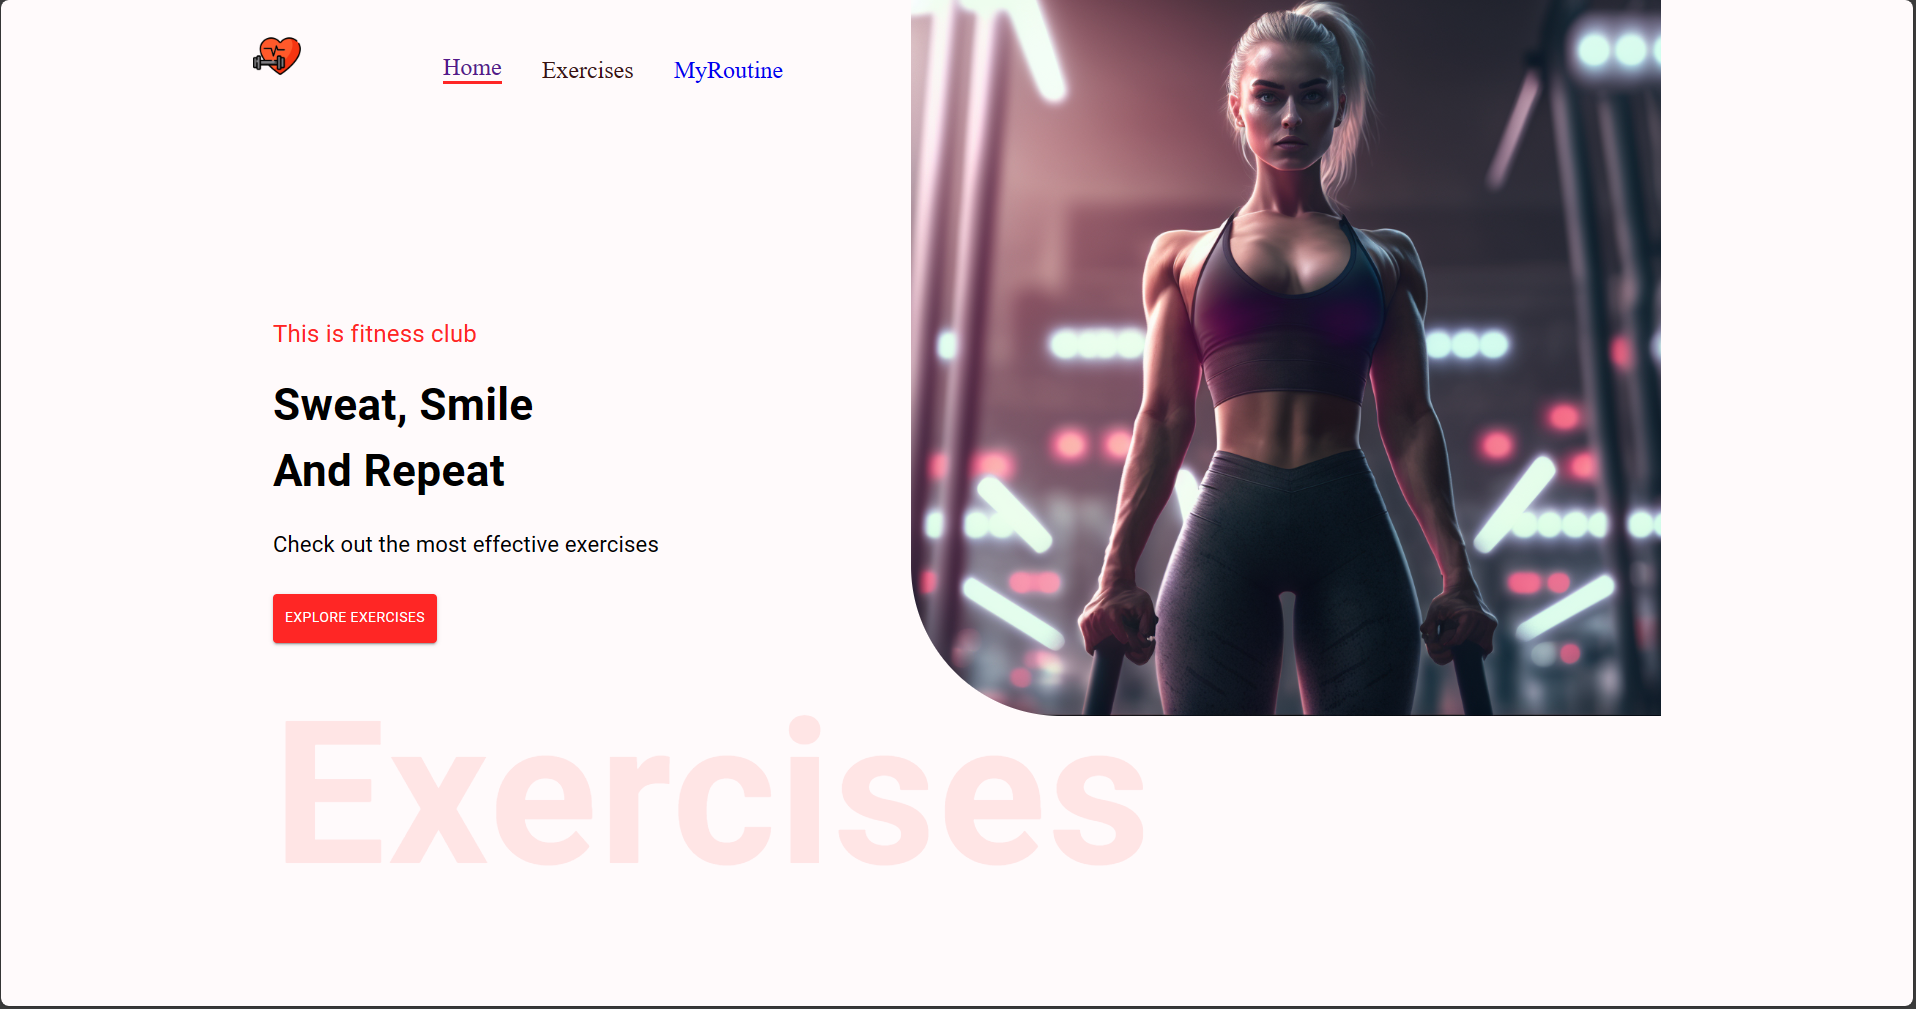 Home
Exercises
MyRoutine
This is fitness club
Sweat, Smile
And Repeat
Check out the most effective exercises
EXPLORE EXERCISES
Exercises